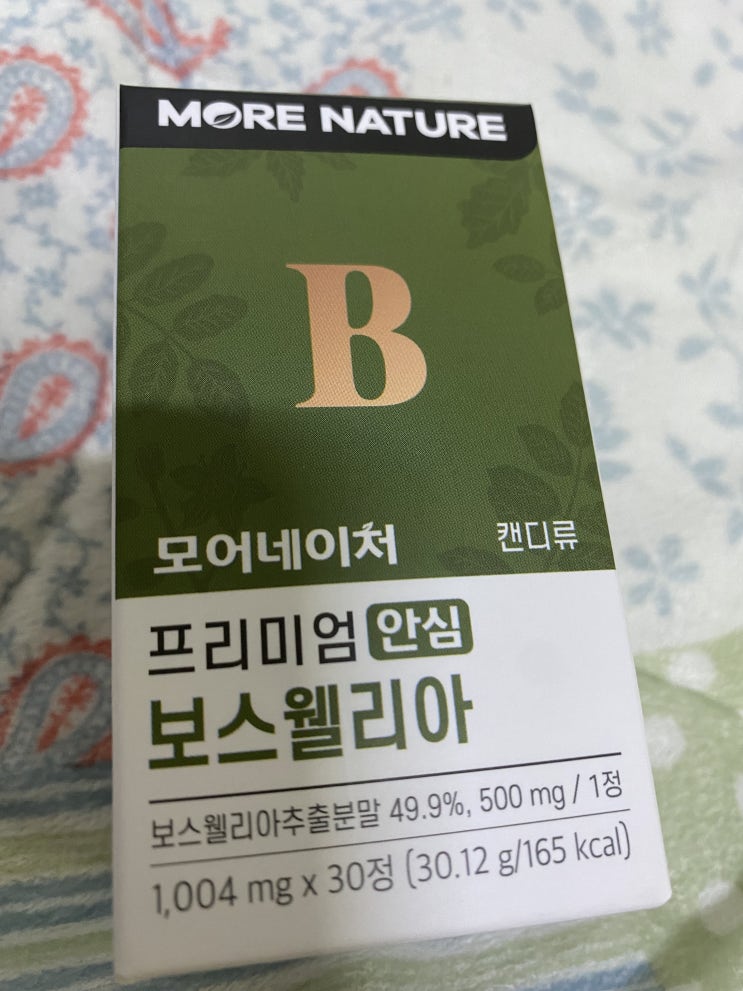 MORE NATURE
B
모어네이처 캔디류
프리미엄 안심
보스웰리아
보스웰리아추출분말 49.9%, 500 mg / 1정
1,004 mg x 30정 (30.12 g/165 kcal)